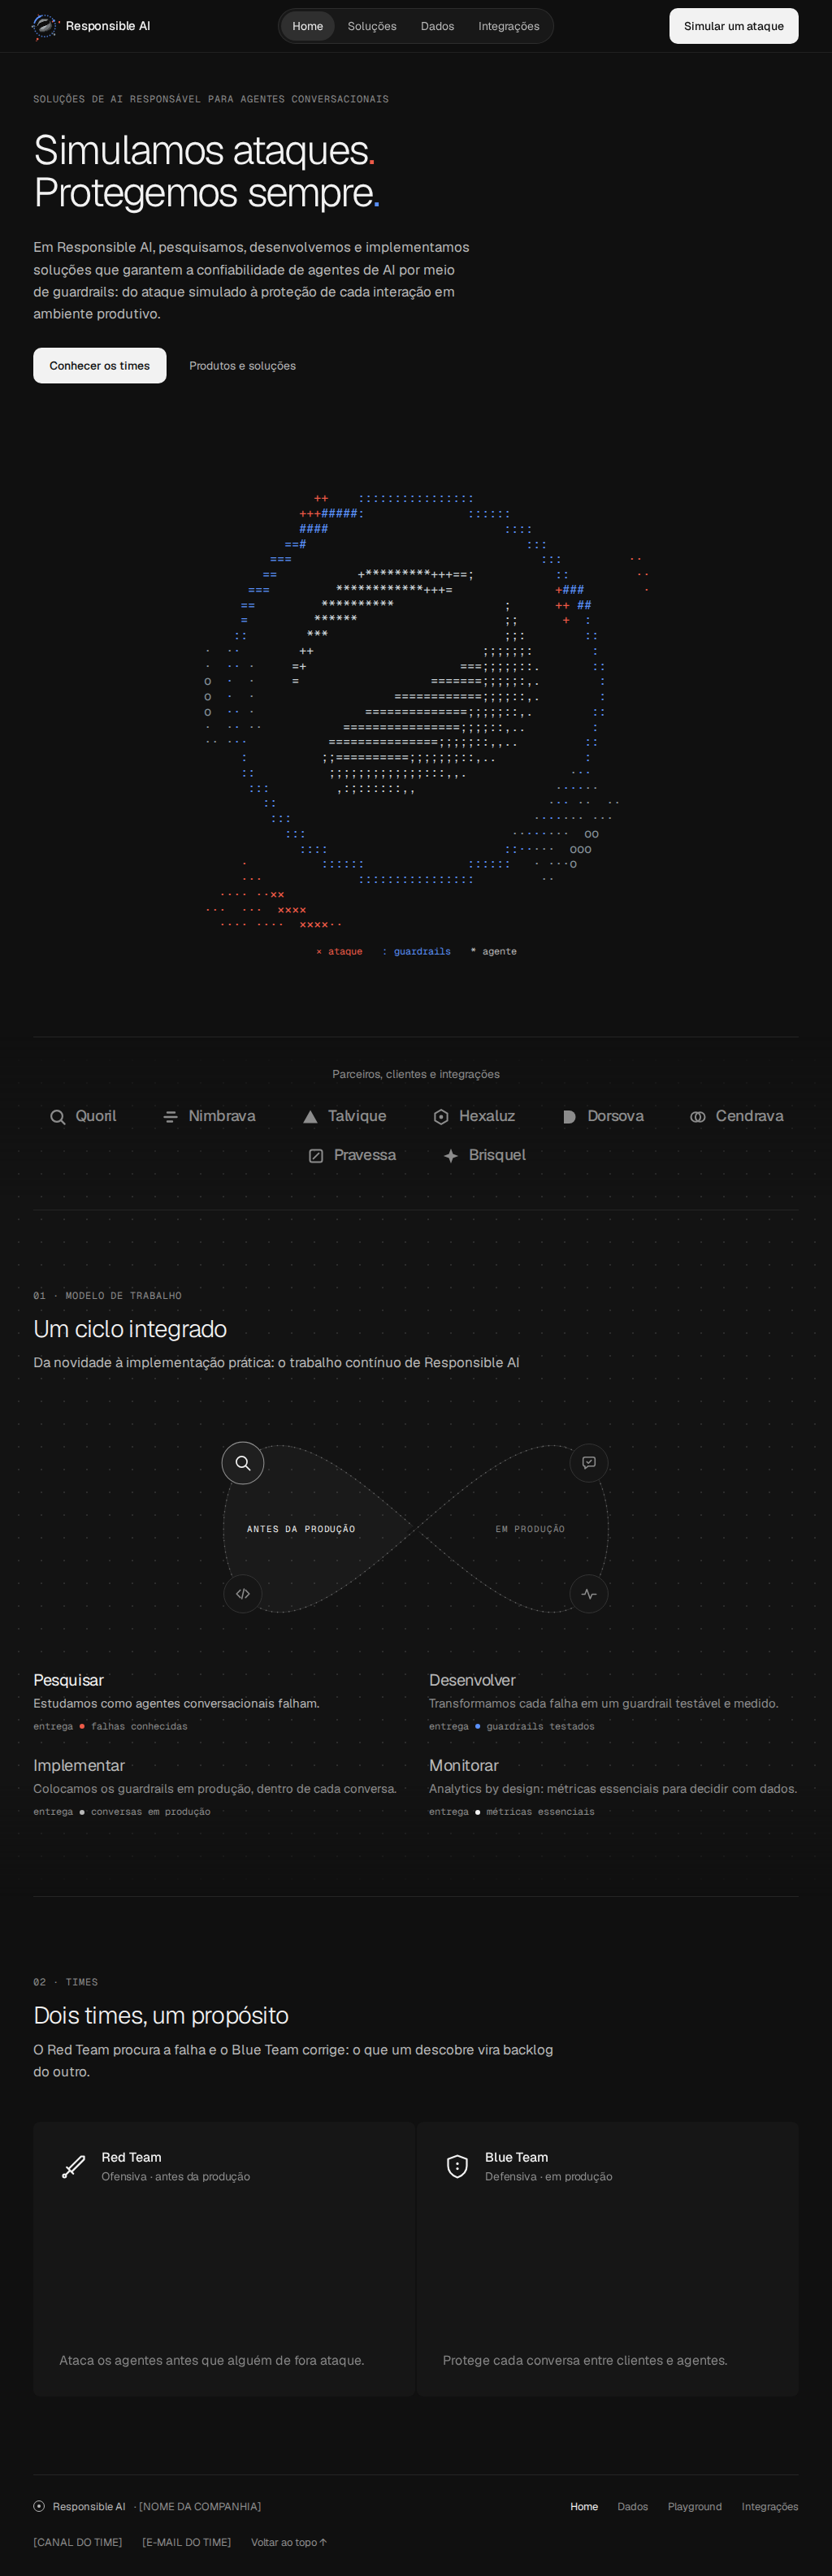 Responsible AI
Home Soluções Dados Integrações
Simular um ataque
SOLUÇÕES DE AI RESPONSÁVEL PARA AGENTES CONVERSACIONAIS
Simulamos ataques.
Protegemos sempre.
Em Responsible AI, pesquisamos, desenvolvemos e implementamos
soluções que garantem a confiabilidade de agentes de AI por meio
de guardrails: do ataque simulado à proteção de cada interação em
ambiente produtivo.
Conhecer os times Produtos e soluções
× ataque : guardrails * agente
Parceiros, clientes e integrações
Quoril Nimbrava Talvique Hexaluz Dorsova Cendrava
Pravessa Brisquel
01 · MODELO DE TRABALHO
Um ciclo integrado
Da novidade à implementação prática: o trabalho contínuo de Responsible AI
ANTES DA PRODUÇÃO EM PRODUÇÃO
Pesquisar
Estudamos como agentes conversacionais falham.
entrega ● falhas conhecidas
Desenvolver
Transformamos cada falha em um guardrail testável e medido.
entrega ● guardrails testados
Implementar
Colocamos os guardrails em produção, dentro de cada conversa.
entrega ● conversas em produção
Monitorar
Analytics by design: métricas essenciais para decidir com dados.
entrega ● métricas essenciais
02 · TIMES
Dois times, um propósito
O Red Team procura a falha e o Blue Team corrige: o que um descobre vira backlog
do outro.
Red Team
Ofensiva · antes da produção
Ataca os agentes antes que alguém de fora ataque.
Blue Team
Defensiva · em produção
Protege cada conversa entre clientes e agentes.
Responsible AI · [NOME DA COMPANHIA]
Home Dados Playground Integrações
[CANAL DO TIME] [E-MAIL DO TIME] Voltar ao topo ↑